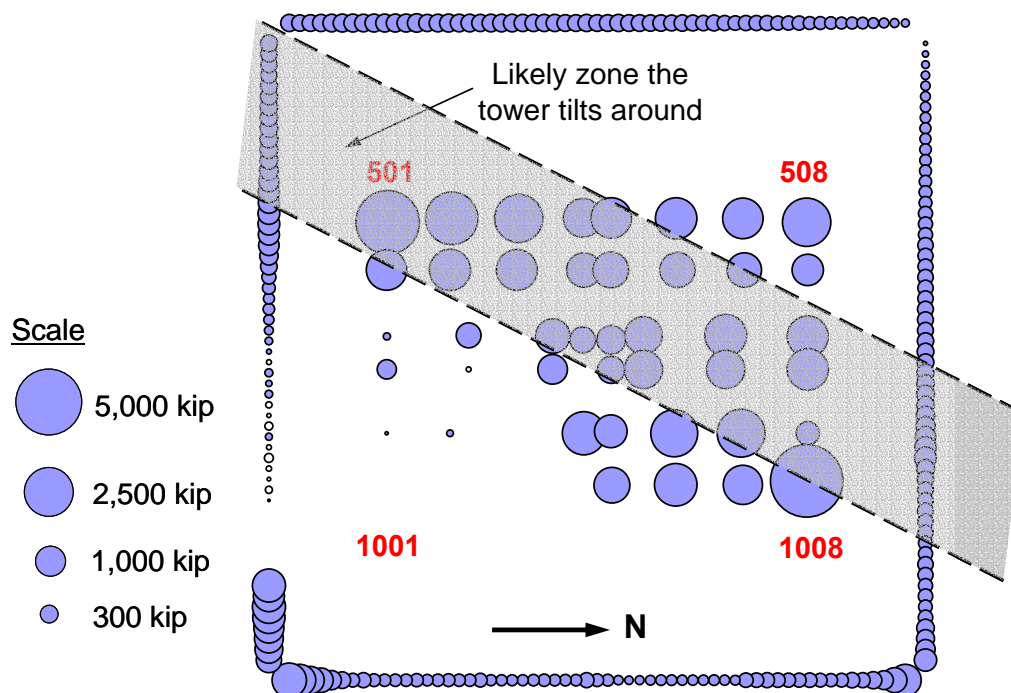 Likely zone the
tower tilts around
501
508
Scale
5,000 kip
2,500 kip
1,000 kip
300 kip
1001
1008
N